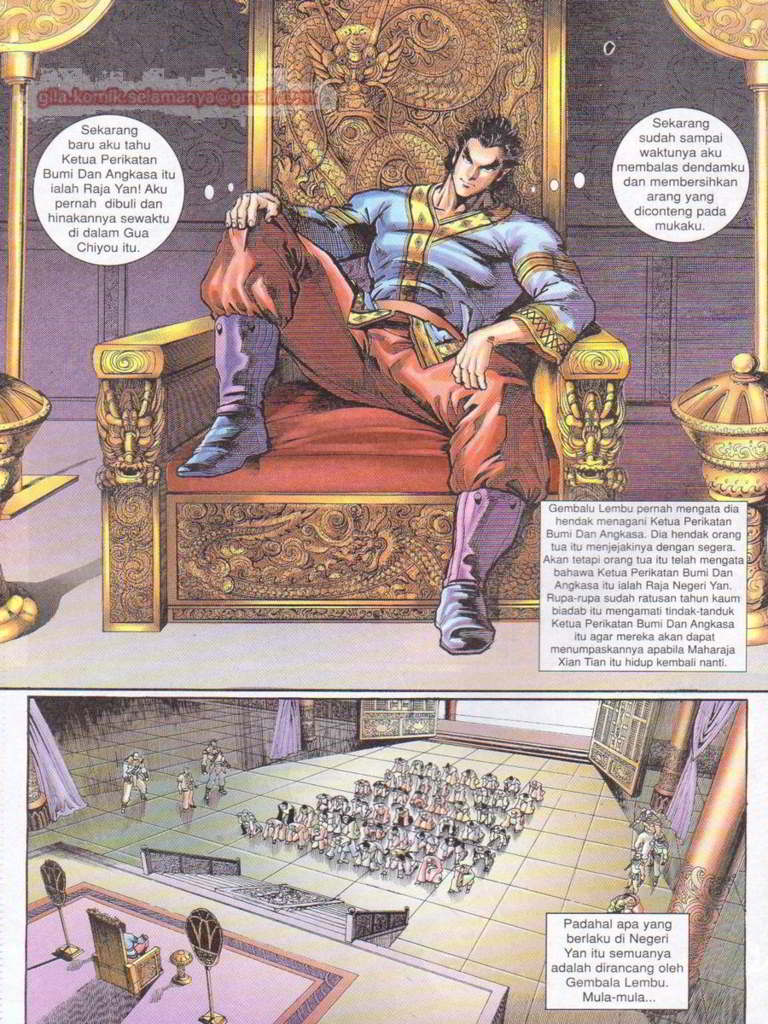 gila.komik.selamanya@gmail.com
Sekarang
baru aku tahu
Ketua Perikatan
Bumi Dan Angkasa itu
ialah Raja Yan! Aku
pernah dibuli dan
hinakannya sewaktu
di dalam Gua
Chiyou itu.
Sekarang
sudah sampai
waktunya aku
membalas dendamku
dan membersihkan
arang yang
diconteng pada
mukaku.
Gembalu Lembu pernah mengata dia
hendak menagani Ketua Perikatan
Bumi Dan Angkasa. Dia hendak orang
tua itu menjejakinya dengan segera.
Akan tetapi orang tua itu telah mengata
bahawa Ketua Perikatan Bumi Dan
Angkasa itu ialah Raja Negeri Yan.
Rupa-rupa sudah ratusan tahun kaum
biadab itu mengamati tindak-tanduk
Ketua Perikatan Bumi Dan Angkasa
itu agar mereka akan dapat
menumpaskannya apabila Maharaja
Xian Tian itu hidup kembali nanti.
Padahal apa yang
berlaku di Negeri
Yan itu semuanya
adalah dirancang oleh
Gembala Lembu.
Mula-mula...